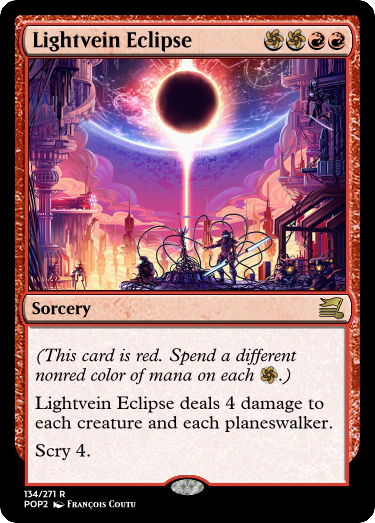 Lightvein Eclipse
Sorcery
(This card is red. Spend a different
nonred color of mana on each .)
Lightvein Eclipse deals 4 damage to
each creature and each planeswalker.
Scry 4.
134/271 R
POP2 François Coutu